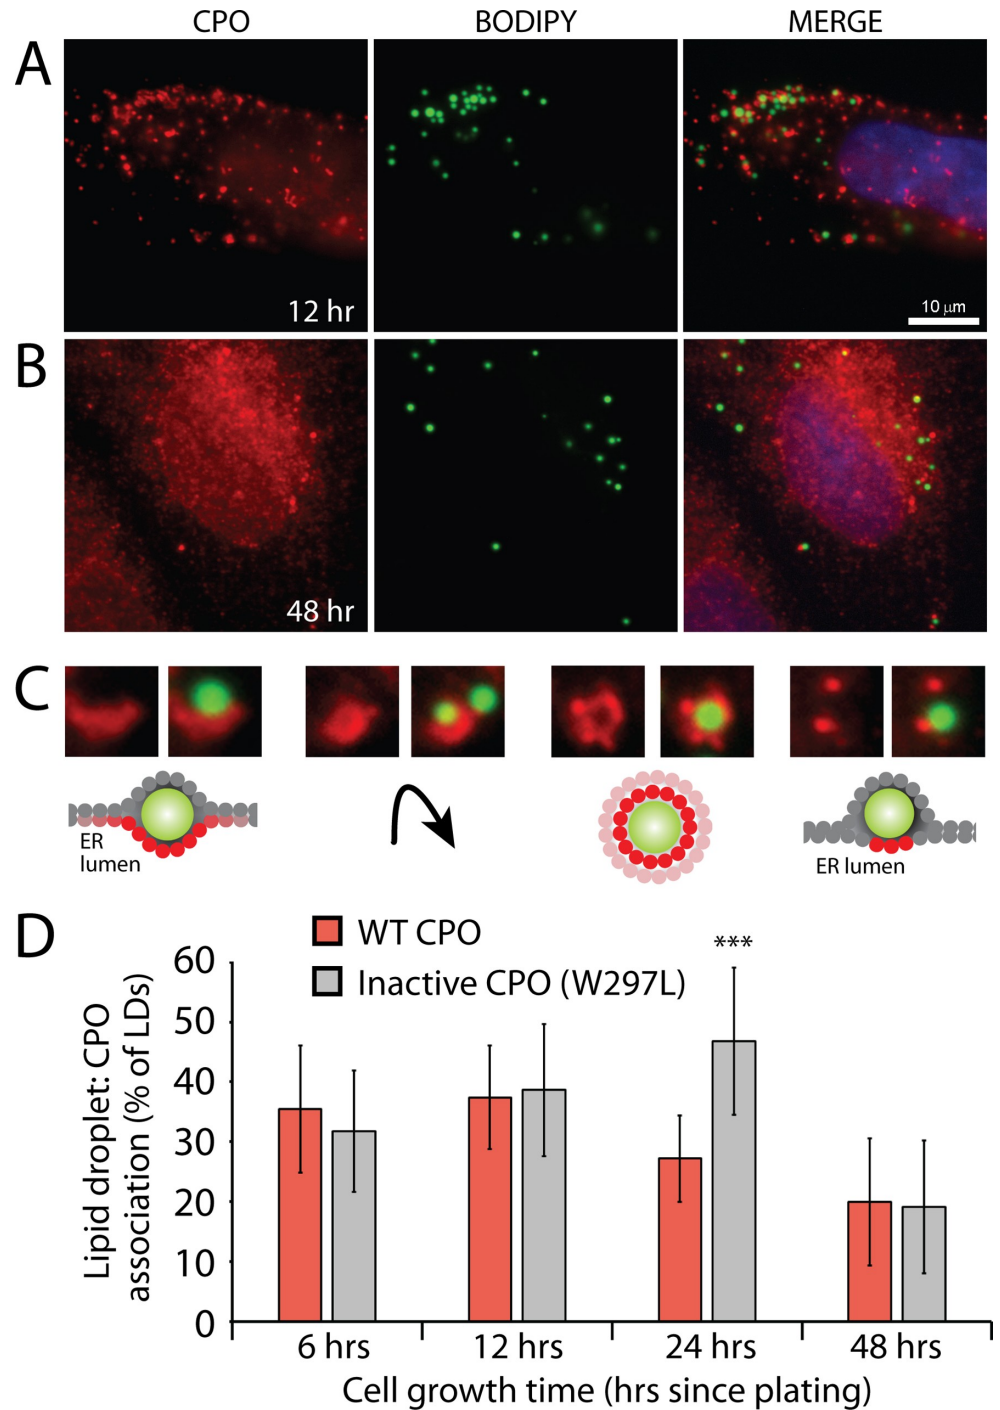 CPO BODIPY MERGE
A
12 hr
10 μm
B
48 hr
C
ER
lumen
ER lumen
D
WT CPO
Inactive CPO (W297L)
***
Lipid droplet: CPO
association (% of LDs)
60
50
40
30
20
10
0
6 hrs 12 hrs 24 hrs 48 hrs
Cell growth time (hrs since plating)